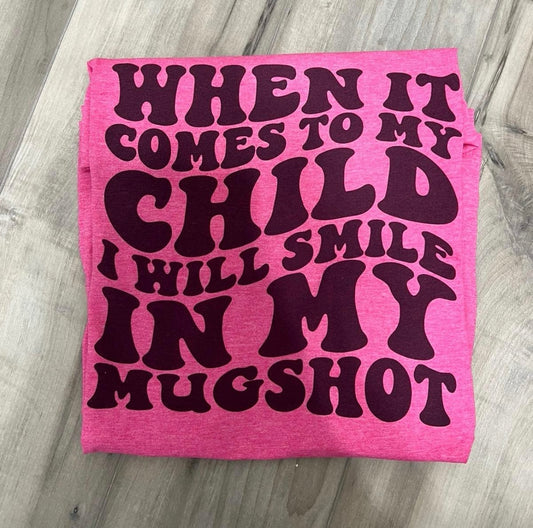 WHEN IT
COMES TO MY
CHILD
I WILL SMILE
IN MY
MUGSHOT